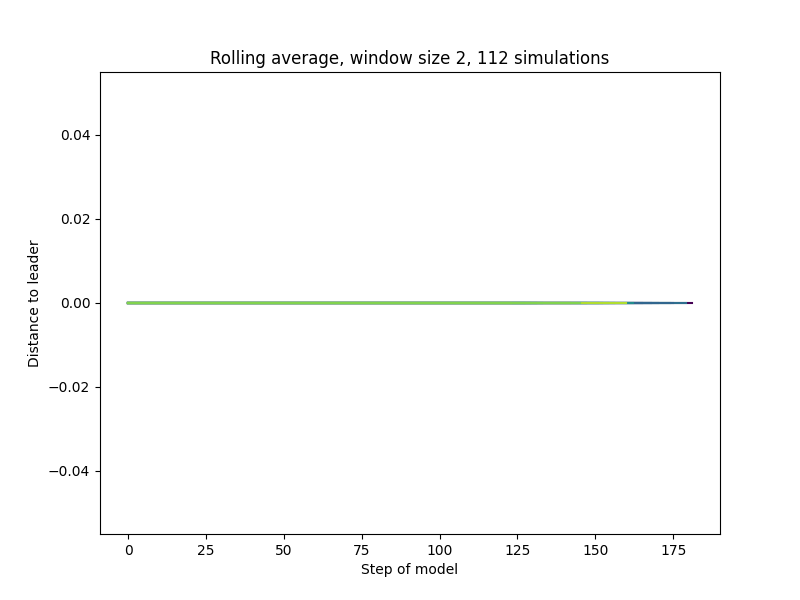 Rolling average, window size 2, 112 simulations
0.04
0.02
0.00
−0.02
−0.04
Distance to leader
0 25 50 75 100 125 150 175
Step of model